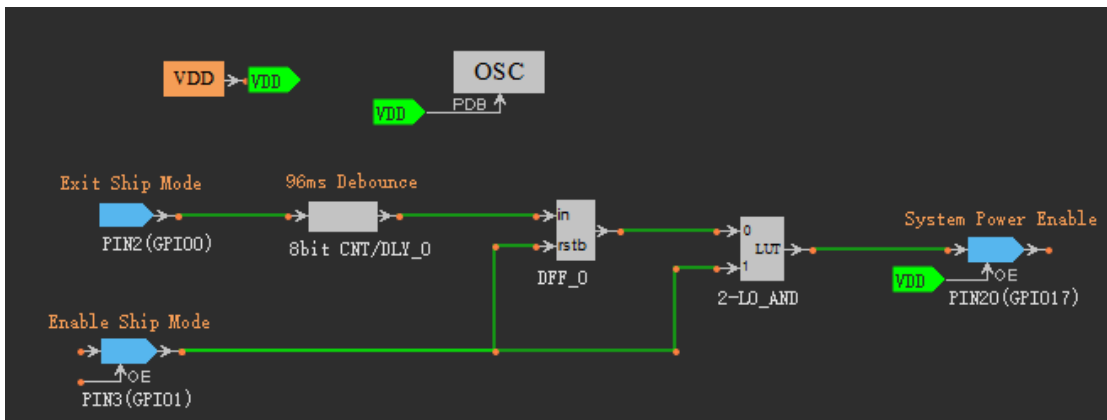 VDD
VDD
OSC
VDD
PDB
Exit Ship Mode
96ms Debounce
PIN2(GPIO0)
8bit CNT/DLY_0
in
rstb
DFF_0
0
LUT
1
2-L0_AND
System Power Enable
VDD
OE
PIN20(GPIO17)
Enable Ship Mode
OE
PIN3(GPIO1)